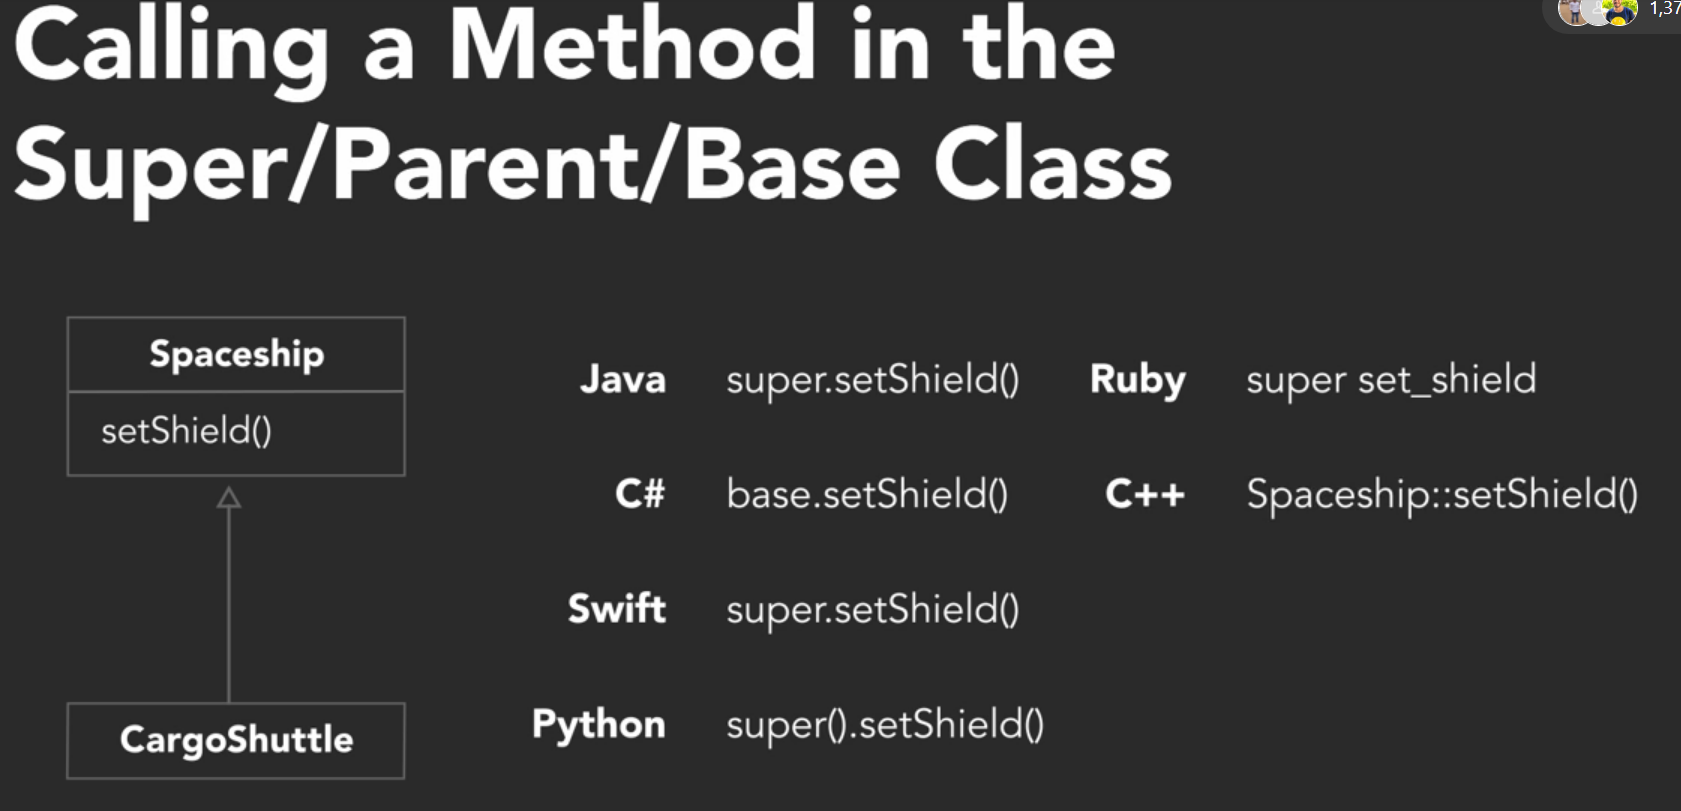 Calling a Method in the
Super/Parent/Base Class
1,37
Spaceship
setShield()
CargoShuttle
Java super.setShield()
C# base.setShield()
Swift super.setShield()
Python super().setShield()
Ruby super set_shield
C++ Spaceship::setShield()